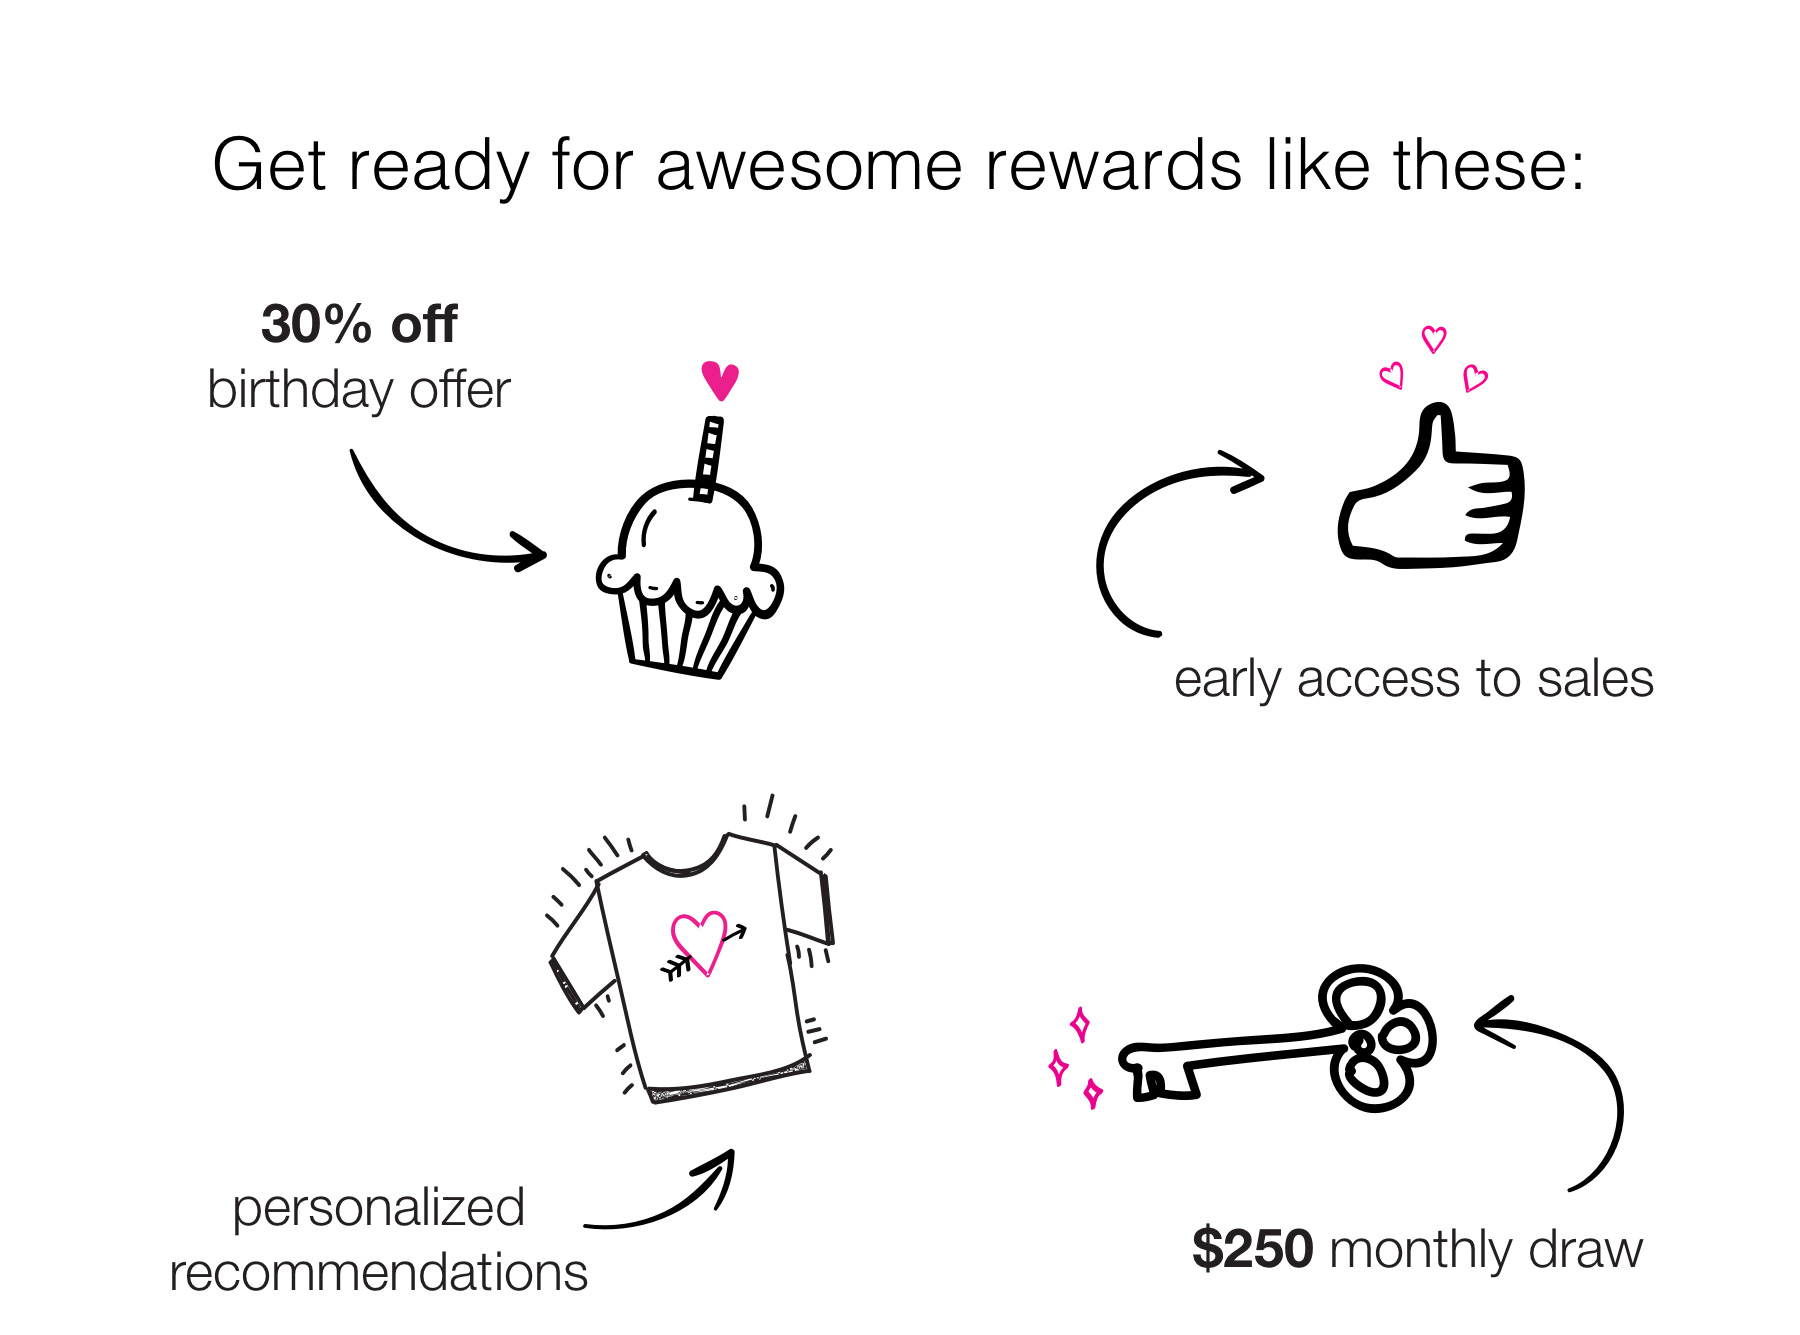 Get ready for awesome rewards like these:
30% off
birthday offer
early access to sales
personalized
recommendations
$250 monthly draw